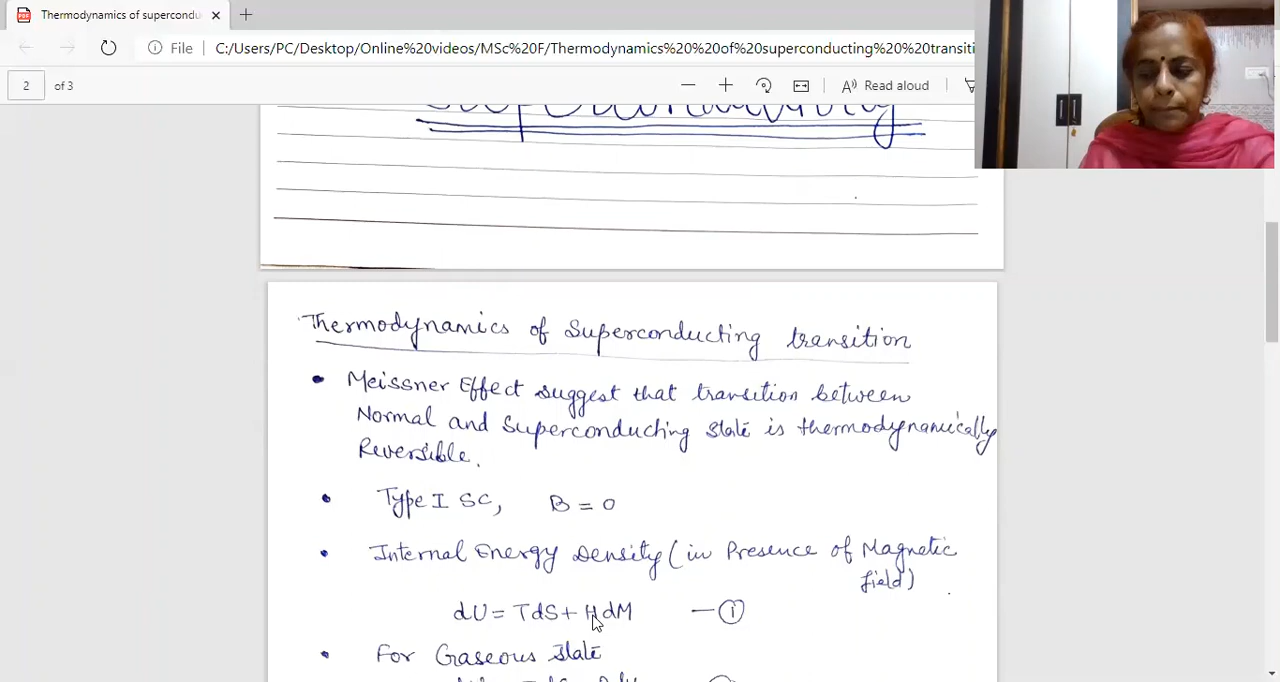 Thermodynamics of supercondu
File
C:/Users/PC/Desktop/Online%20videos/MSc%20F/Thermodynamics%20%20of%20superconducting%20%20transiti
2 of 3
Read aloud
Thermodynamics of Superconducting transition
• Meissner Effect suggest that transition between
Normal and Superconducting state is thermodynamically
Reversible.
• Type I SC, B = 0
• Internal Energy Density (in Presence of Magnetic
field)
dU = TdS + HdM — ①
• For Gaseous state